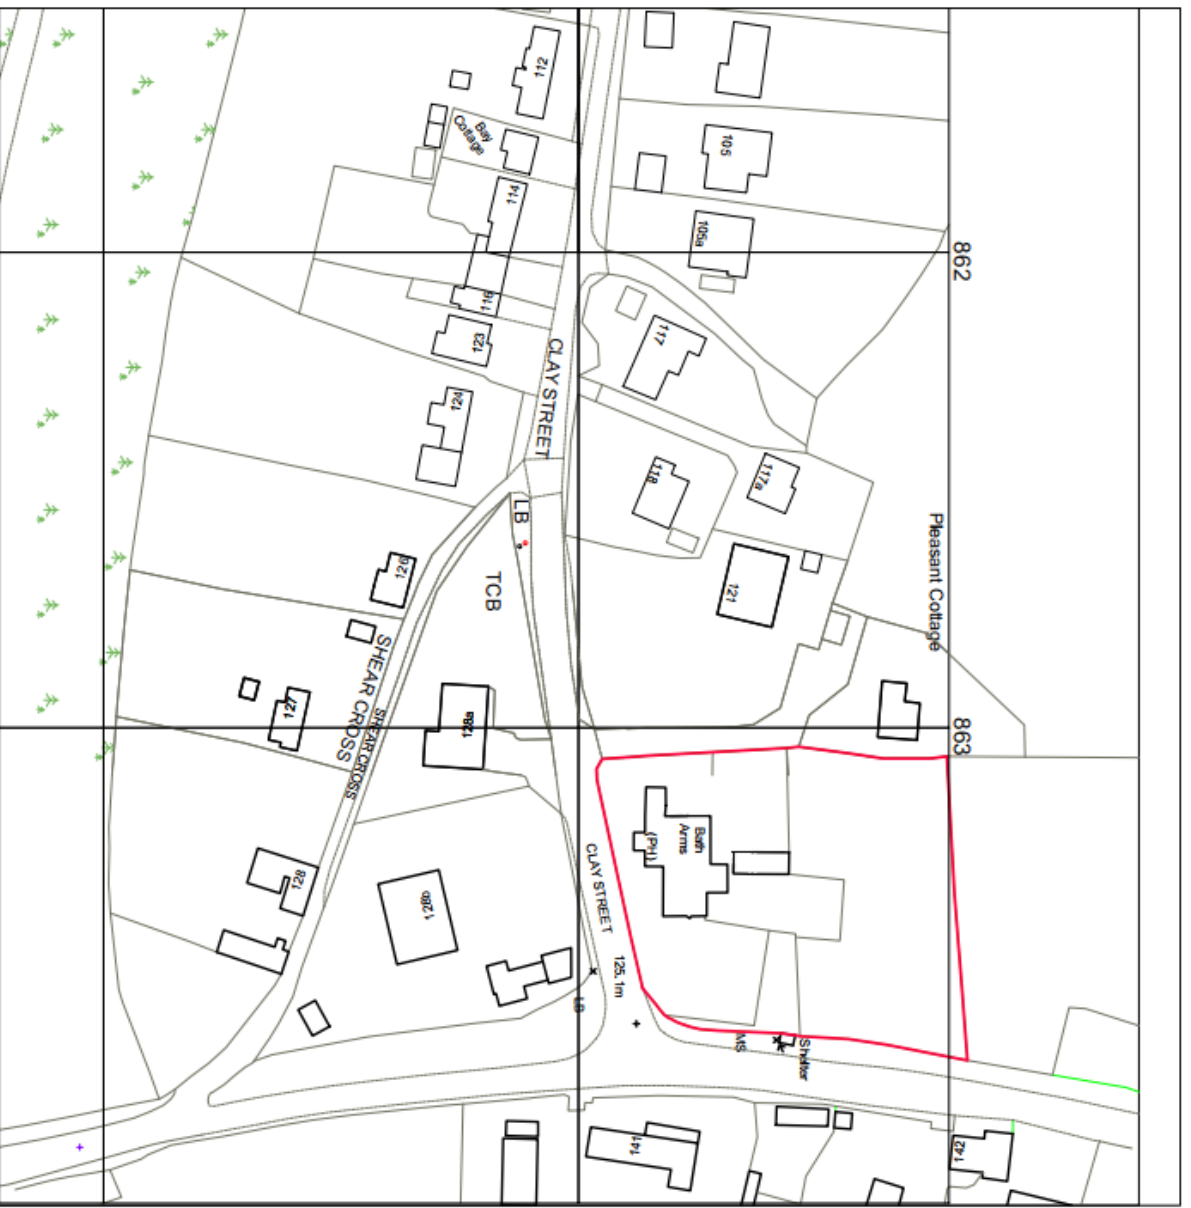 112
Bay
Cottage
105
114
105a
862
116
117
123
CLAY STREET
124
118
117a
LB
Pleasant Cottage
126
TCB
121
SHEAR CROSS
127
SHEAR CROSS
128a
863
Bath
Arms
(PH)
CLAY STREET
128
128b
125.1m
LB
MS
Shelter
141
142